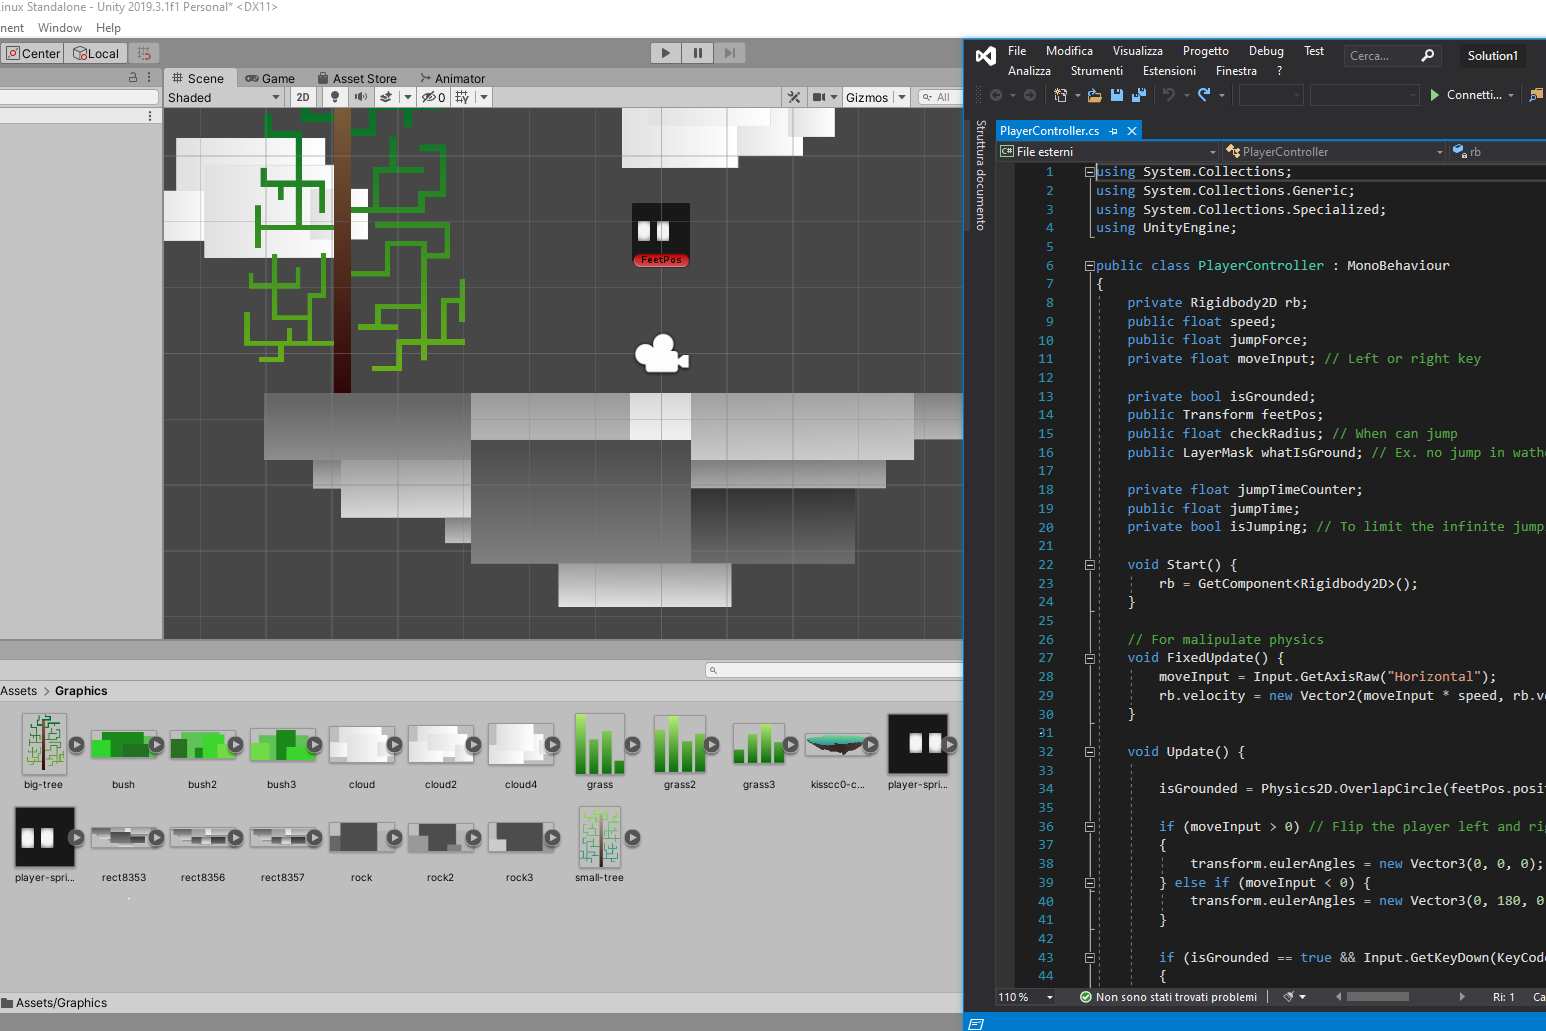 inux Standalone - Unity 2019.3.1f1 Personal* <DX11>
nent Window Help
Center Local
Scene Game Asset Store Animator
Shaded 2D 0 Gizmos All
FeetPos
Assets > Graphics
big-tree bush bush2 bush3 cloud cloud2 cloud4 grass grass2 grass3 kisscc0-c... player-spri...
player-spri... rect8353 rect8356 rect8357 rock rock2 rock3 small-tree
Assets/Graphics
File Modifica Visualizza Progetto Debug Test Cerca... Solution1
Analizza Strumenti Estensioni Finestra ?
Connetti...
Struttura documento
PlayerController.cs
File esterni PlayerController rb
1 using System.Collections;
2 using System.Collections.Generic;
3 using System.Collections.Specialized;
4 using UnityEngine;
5
6 public class PlayerController : MonoBehaviour
7 {
8 private Rigidbody2D rb;
9 public float speed;
10 public float jumpForce;
11 private float moveInput; // Left or right key
12
13 private bool isGrounded;
14 public Transform feetPos;
15 public float checkRadius; // When can jump
16 public LayerMask whatIsGround; // Ex. no jump in wath
17
18 private float jumpTimeCounter;
19 public float jumpTime;
20 private bool isJumping; // To limit the infinite jump
21
22 void Start() {
23 rb = GetComponent<Rigidbody2D>();
24 }
25
26 // For malipulate physics
27 void FixedUpdate() {
28 moveInput = Input.GetAxisRaw("Horizontal");
29 rb.velocity = new Vector2(moveInput * speed, rb.v
30 }
31
32 void Update() {
33
34 isGrounded = Physics2D.OverlapCircle(feetPos.posi
35
36 if (moveInput > 0) // Flip the player left and ri
37 {
38 transform.eulerAngles = new Vector3(0, 0, 0);
39 } else if (moveInput < 0) {
40 transform.eulerAngles = new Vector3(0, 180, 0
41 }
42
43 if (isGrounded == true && Input.GetKeyDown(KeyCod
44 {
110 % Non sono stati trovati problemi Ri: 1 Ca